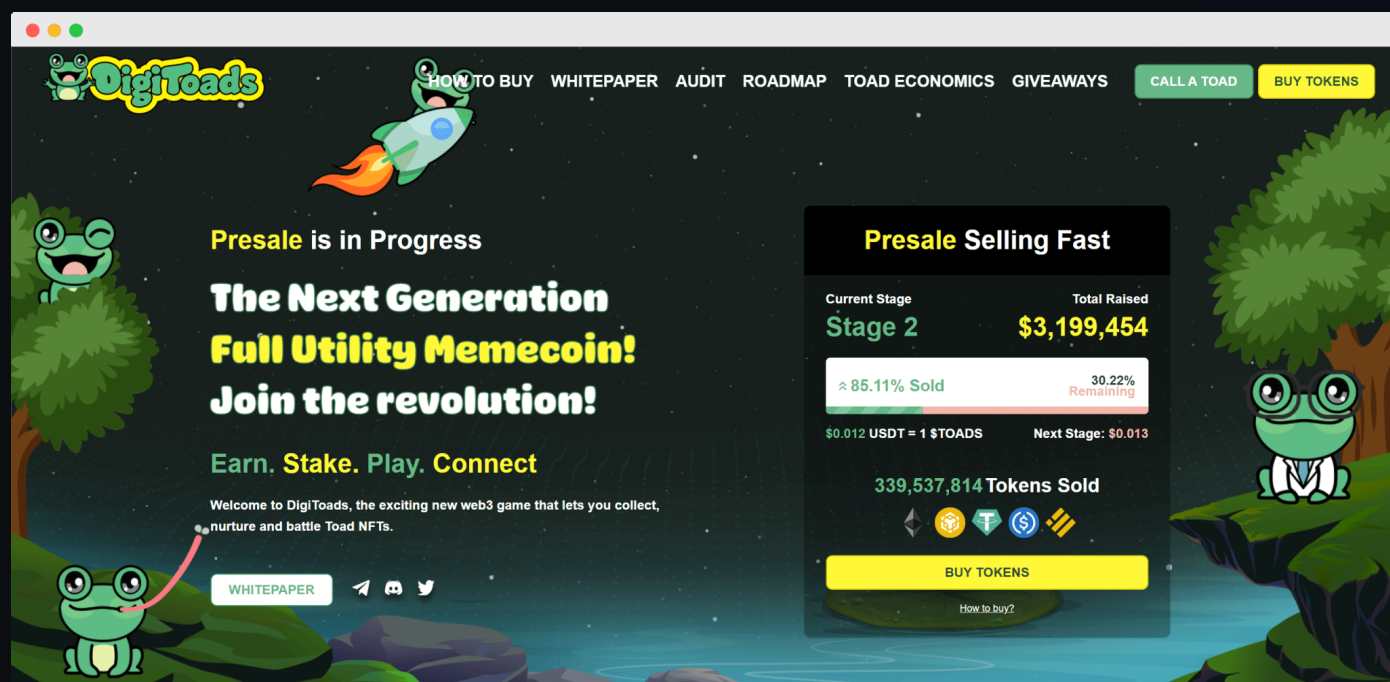 DigiToads
HOW TO BUY WHITEPAPER AUDIT ROADMAP TOAD ECONOMICS GIVEAWAYS CALL A TOAD BUY TOKENS
Presale is in Progress
The Next Generation
Full Utility Memecoin!
Join the revolution!
Earn. Stake. Play. Connect
Welcome to DigiToads, the exciting new web3 game that lets you collect,
nurture and battle Toad NFTs.
WHITEPAPER
Presale Selling Fast
Current Stage Total Raised
Stage 2 $3,199,454
85.11% Sold 30.22%
Remaining
$0.012 USDT = 1 $TOADS Next Stage: $0.013
339,537,814 Tokens Sold
BUY TOKENS
How to buy?